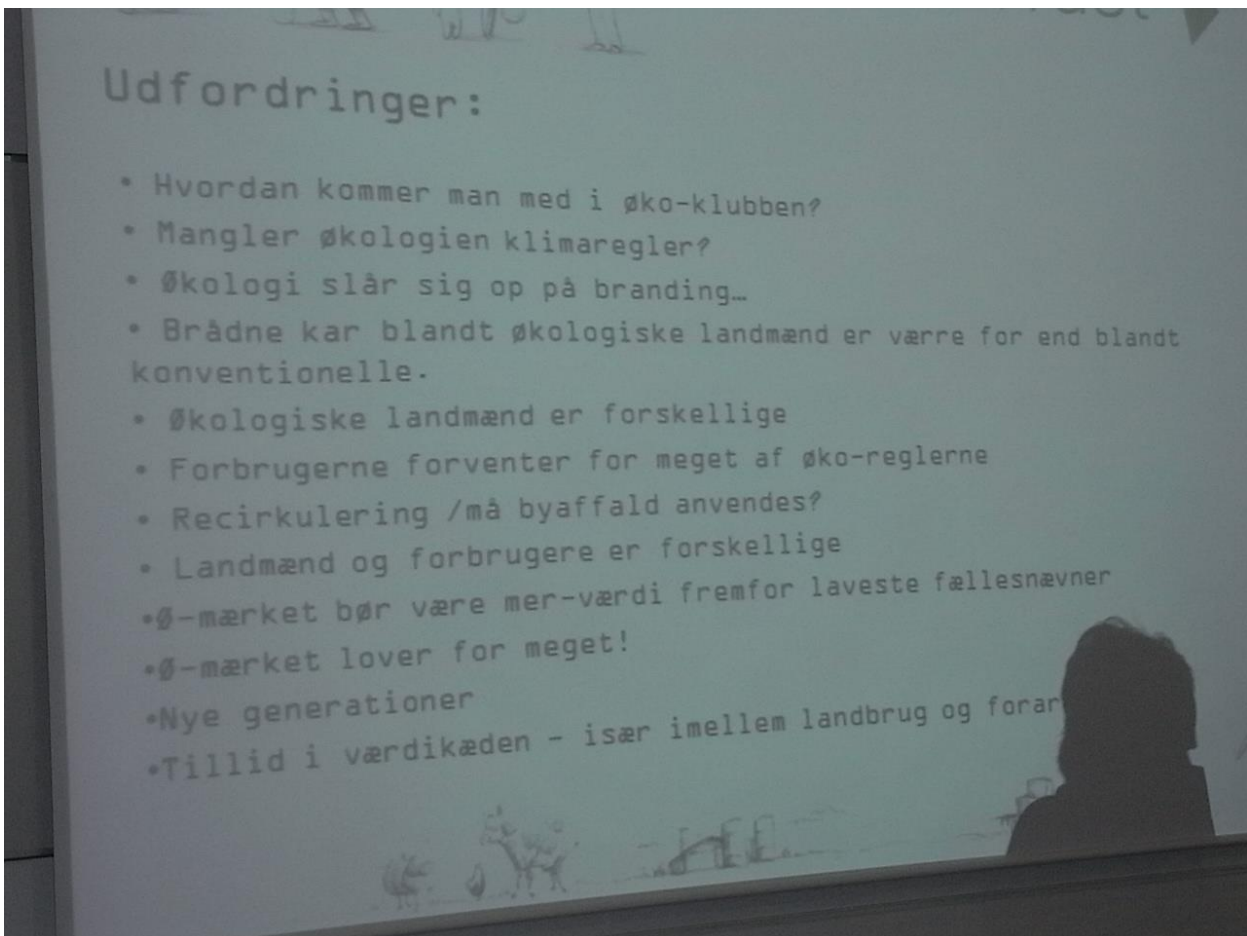 Udfordringer:
• Hvordan kommer man med i øko-klubben?
• Mangler økologien klimaregler?
• Økologi slår sig op på branding…
• Brådne kar blandt økologiske landmænd er værre for end blandt
konventionelle.
• Økologiske landmænd er forskellige
• Forbrugerne forventer for meget af øko-reglerne
• Recirkulering /må byaffald anvendes?
• Landmænd og forbrugere er forskellige
•Ø-mærket bør være mer-værdi fremfor laveste fællesnævner
•Ø-mærket lover for meget!
•Nye generationer
•Tillid i værdikæden – især imellem landbrug og forar